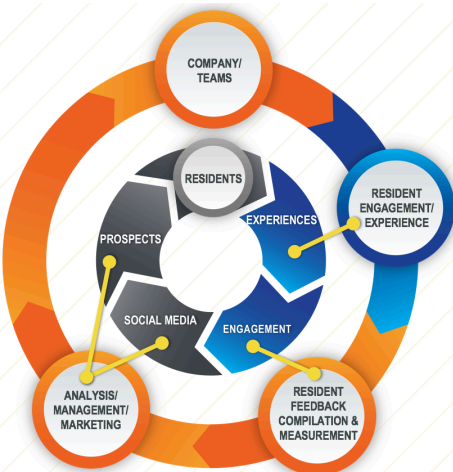 COMPANY/
TEAMS
RESIDENTS
RESIDENT
ENGAGEMENT/
EXPERIENCE
EXPERIENCES
PROSPECTS
SOCIAL MEDIA
ENGAGEMENT
ANALYSIS/
MANAGEMENT/
MARKETING
RESIDENT
FEEDBACK
COMPILATION &
MEASUREMENT